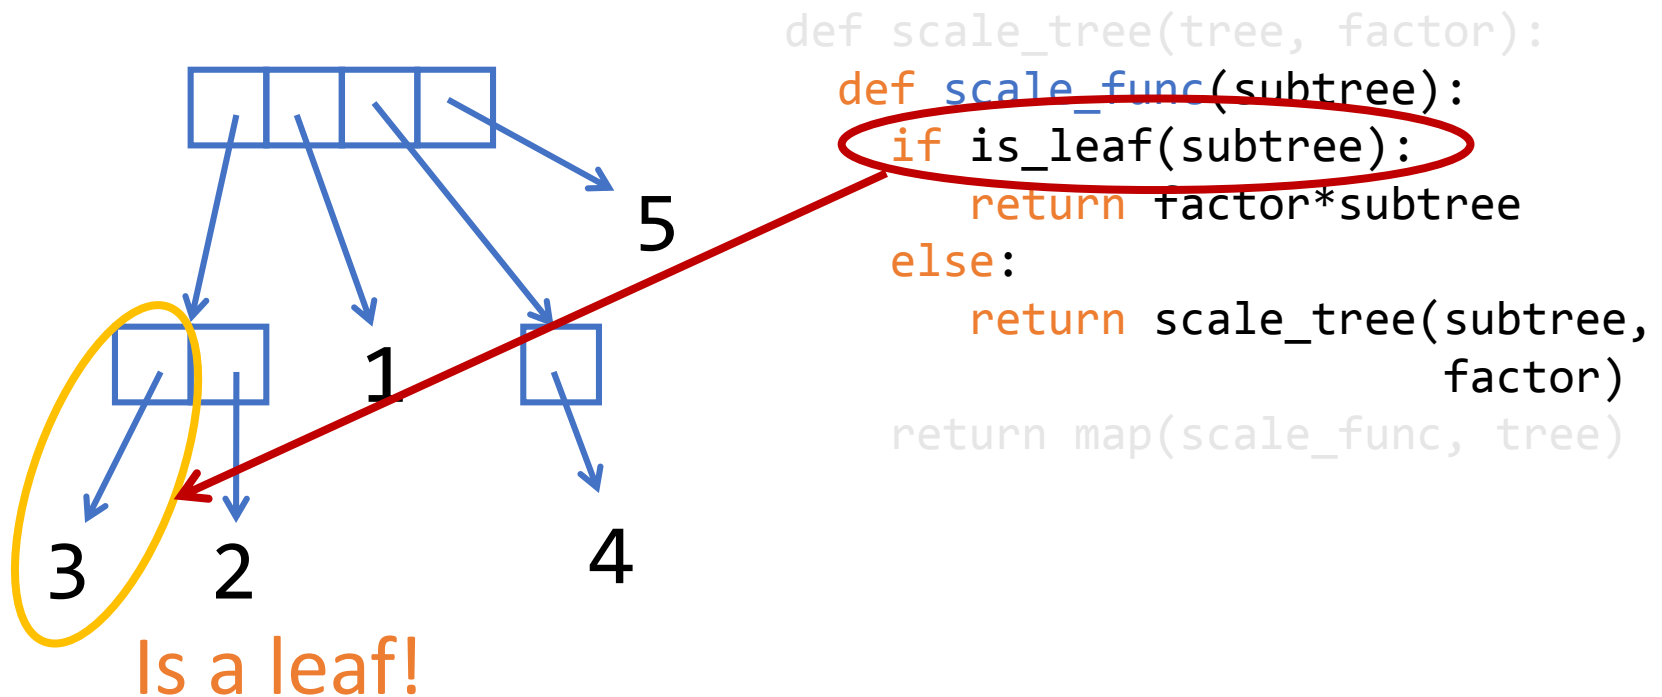 def scale_tree(tree, factor):
def scale_func(subtree):
if is_leaf(subtree):
return factor*subtree
else:
return scale_tree(subtree,
factor)
return map(scale_func, tree)
5
1
3
2
4
Is a leaf!